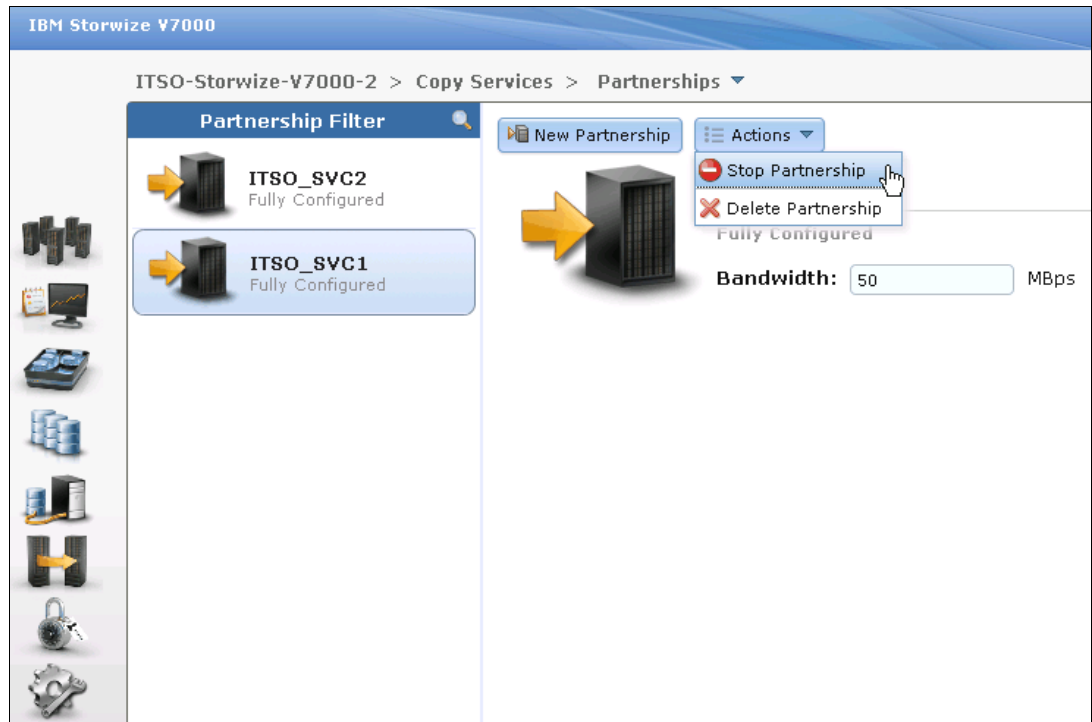 IBM Storwize V7000
ITSO-Storwize-V7000-2 > Copy Services > Partnerships
Partnership Filter
ITSO_SVC2
Fully Configured
ITSO_SVC1
Fully Configured
New Partnership
Actions
Stop Partnership
Delete Partnership
Fully Configured
Bandwidth: 50 MBps